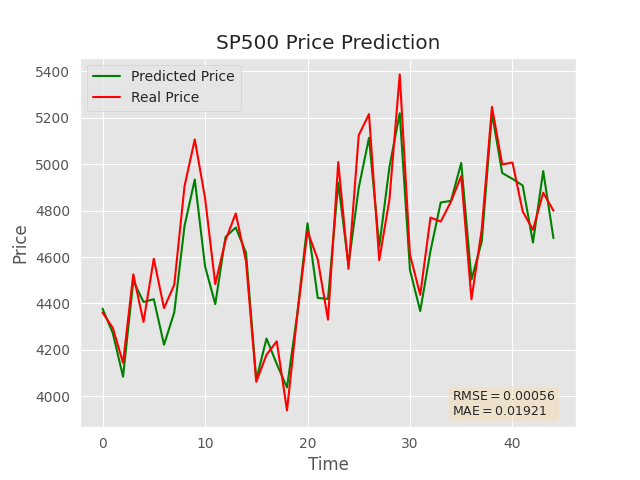 SP500 Price Prediction
Predicted Price
Real Price
5400
5200
5000
4800
4600
4400
4200
4000
Price
RMSE = 0.00056
MAE = 0.01921
0
10
20
30
40
Time